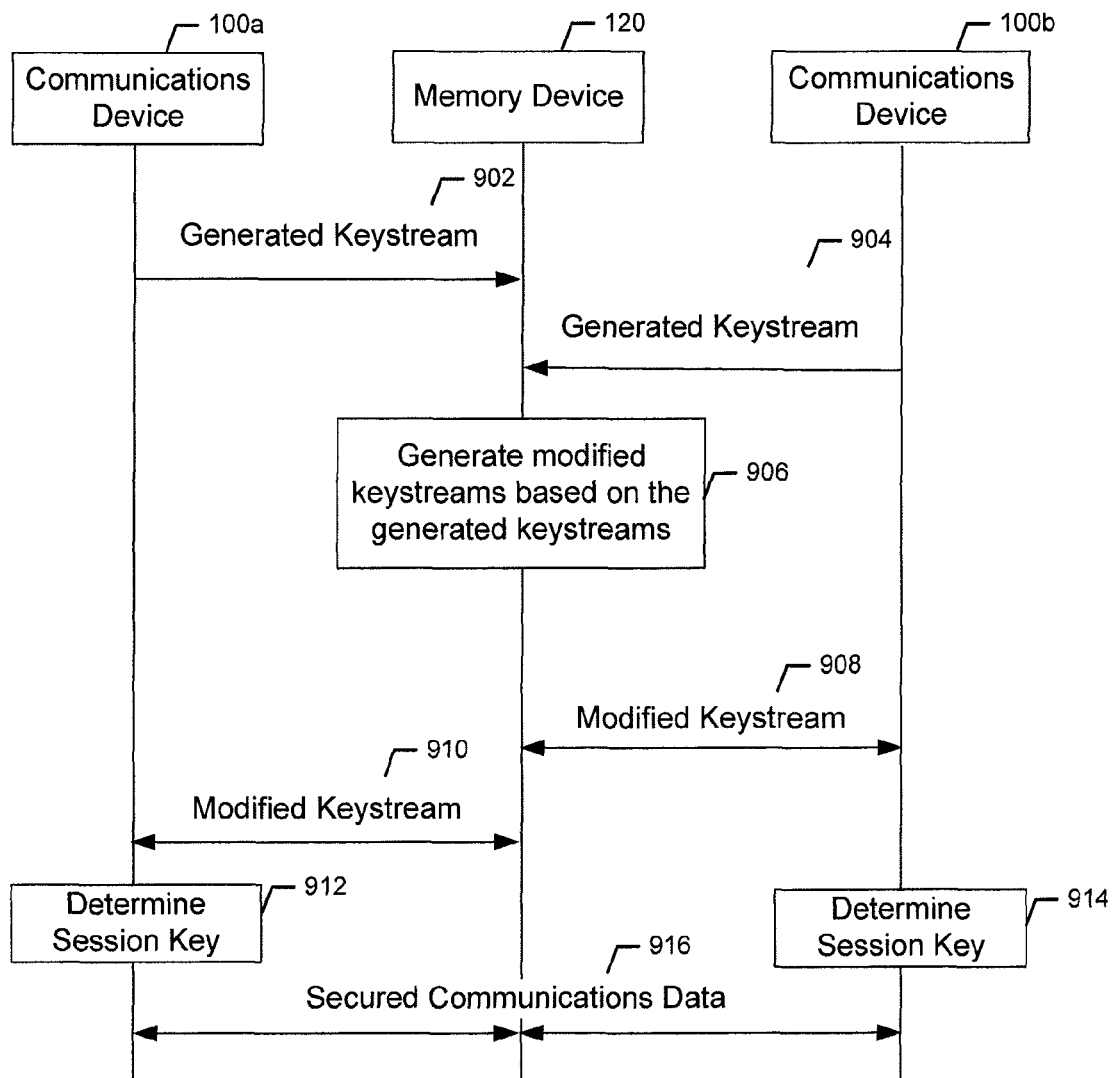 100a
120
100b
Communications
Device
Memory Device
Communications
Device
902
Generated Keystream
904
Generated Keystream
Generate modified
keystreams based on the
generated keystreams
906
908
Modified Keystream
910
Modified Keystream
Determine
Session Key
912
Determine
Session Key
914
916
Secured Communications Data